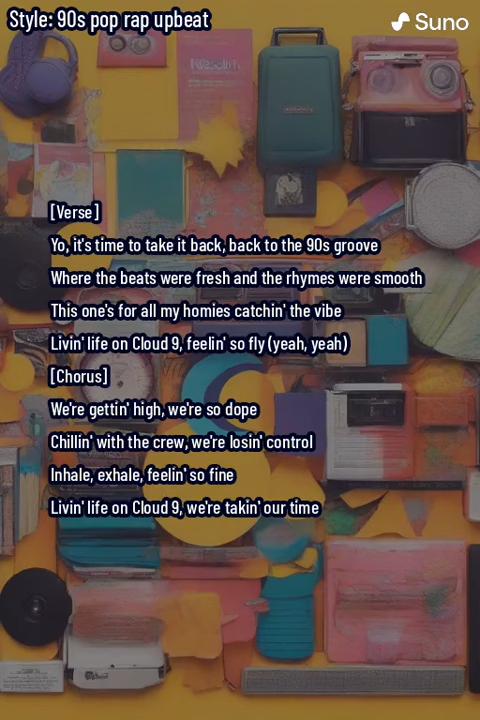 Style: 90s pop rap upbeat
Suno
[Verse]
Yo, it's time to take it back, back to the 90s groove
Where the beats were fresh and the rhymes were smooth
This one's for all my homies catchin' the vibe
Livin' life on Cloud 9, feelin' so fly (yeah, yeah)
[Chorus]
We're gettin' high, we're so dope
Chillin' with the crew, we're losin' control
Inhale, exhale, feelin' so fine
Livin' life on Cloud 9, we're takin' our time